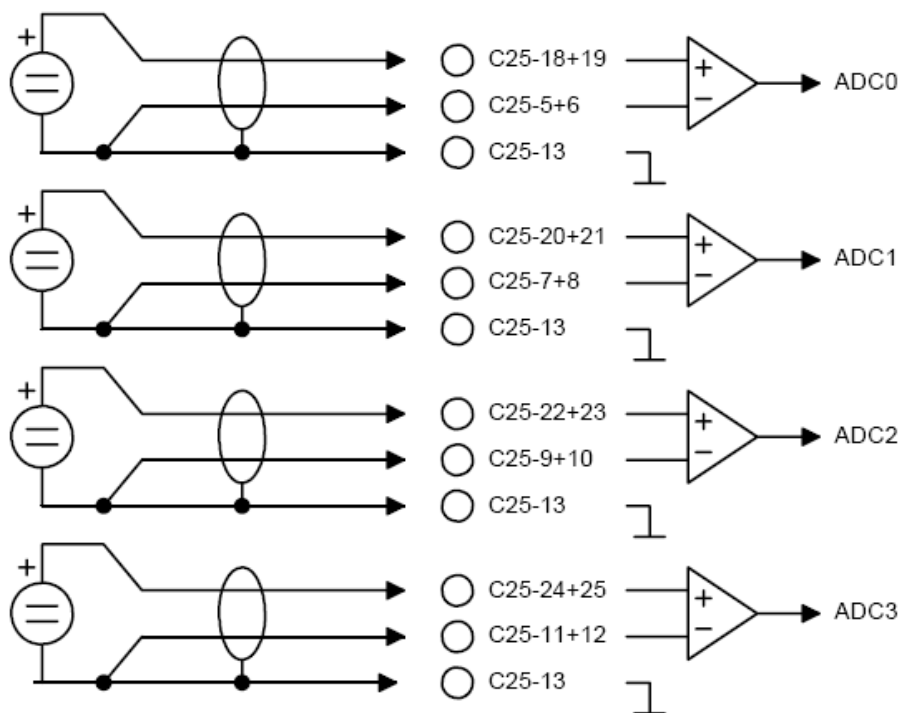 + C25-18+19 + ADC0
C25-5+6 −
C25-13
+ C25-20+21 + ADC1
C25-7+8 −
C25-13
+ C25-22+23 + ADC2
C25-9+10 −
C25-13
+ C25-24+25 + ADC3
C25-11+12 −
C25-13